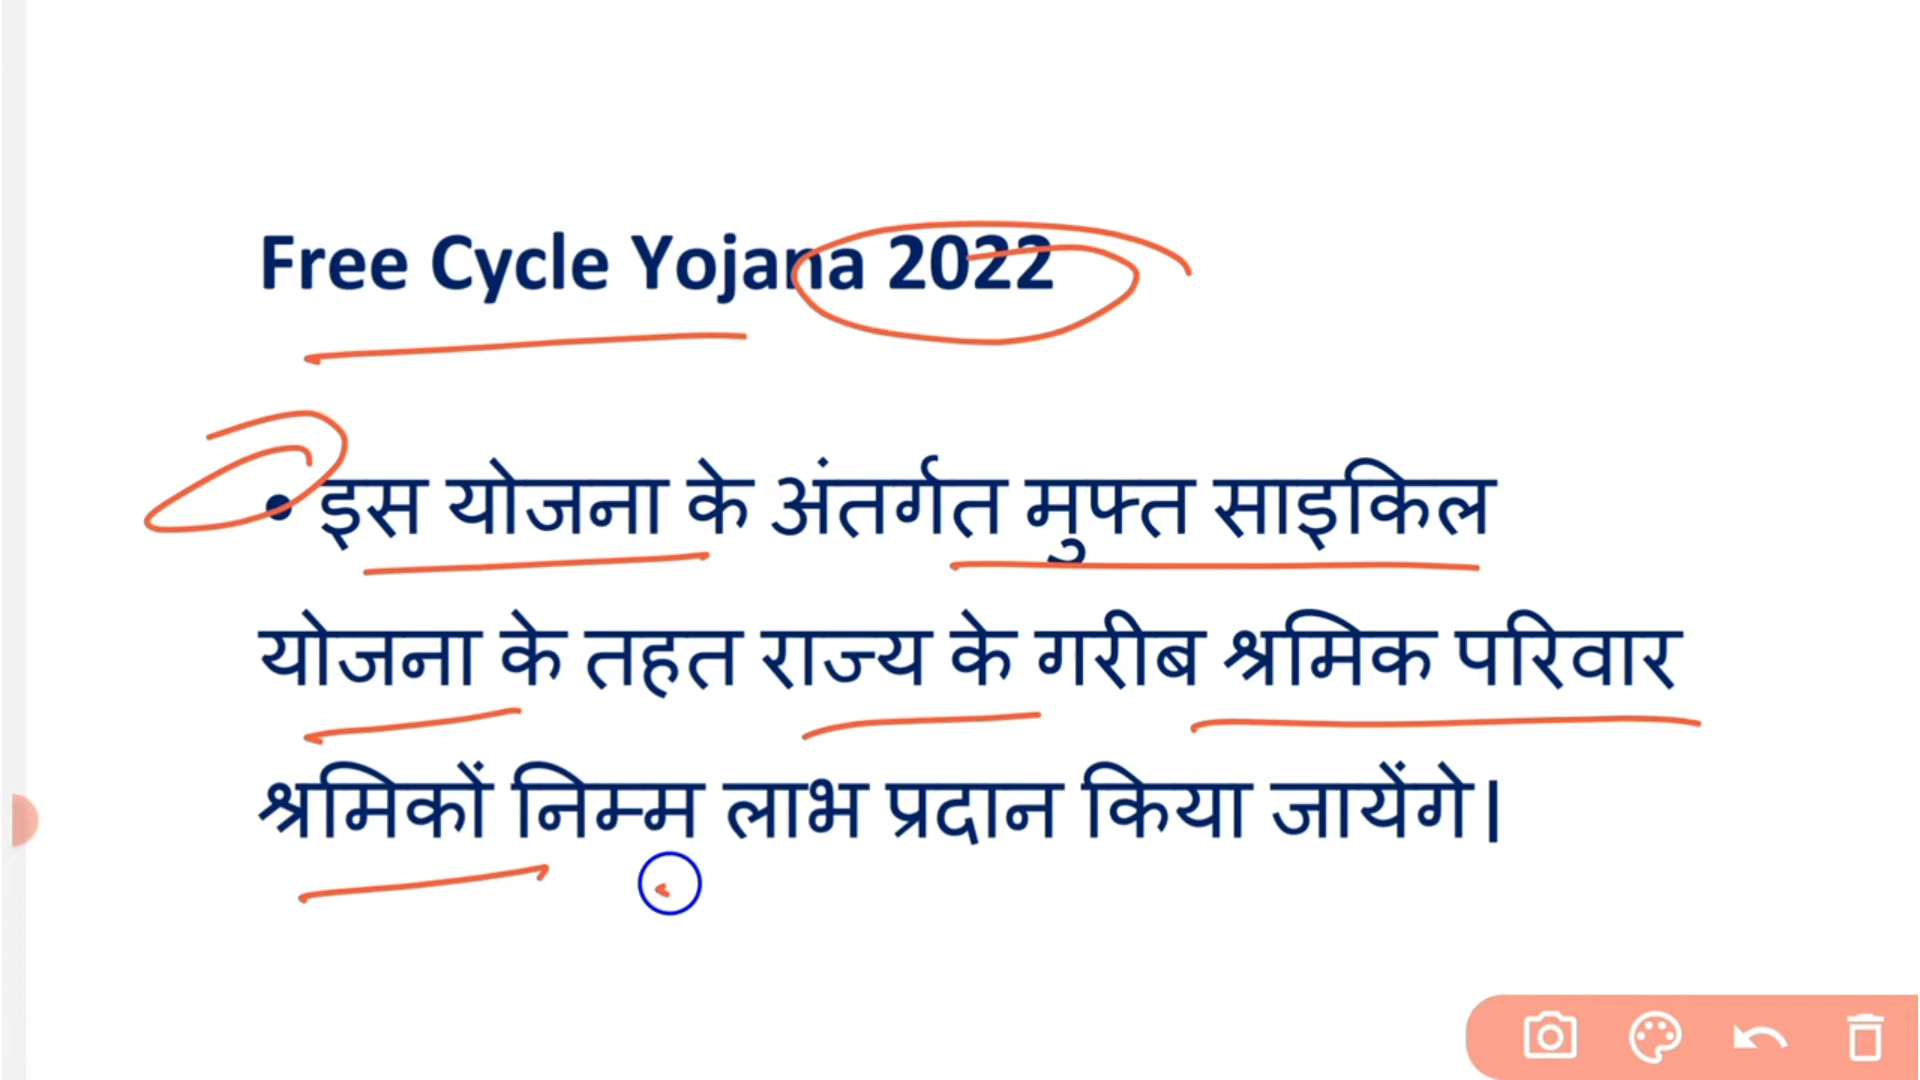 Free Cycle Yojana 2022
• इस योजना के अंतर्गत मुफ्त साइकिल
योजना के तहत राज्य के गरीब श्रमिक परिवार
श्रमिकों निम्म लाभ प्रदान किया जायेंगे।